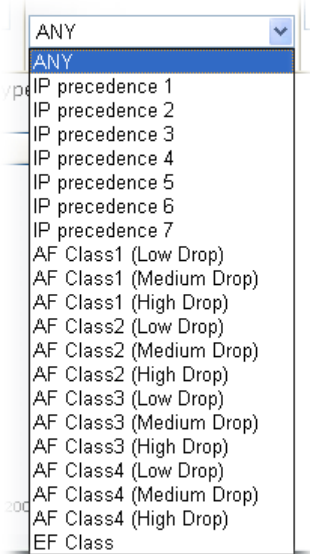 ANY
ANY
IP precedence 1
IP precedence 2
IP precedence 3
IP precedence 4
IP precedence 5
IP precedence 6
IP precedence 7
AF Class1 (Low Drop)
AF Class1 (Medium Drop)
AF Class1 (High Drop)
AF Class2 (Low Drop)
AF Class2 (Medium Drop)
AF Class2 (High Drop)
AF Class3 (Low Drop)
AF Class3 (Medium Drop)
AF Class3 (High Drop)
AF Class4 (Low Drop)
AF Class4 (Medium Drop)
AF Class4 (High Drop)
EF Class